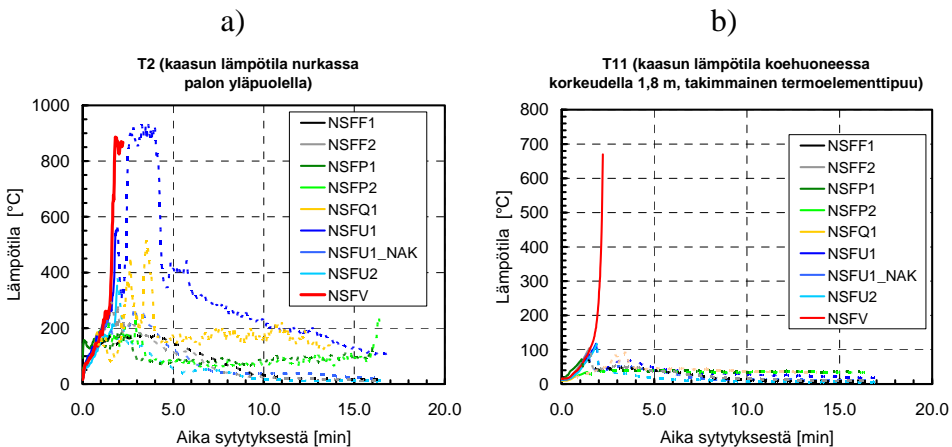 a)
T2 (kaasun lämpötila nurkassa
palon yläpuolella)
Lämpötila [°C]
1000
800
600
400
200
0
0.0 5.0 10.0 15.0 20.0
Aika sytytyksestä [min]
NSFF1
NSFF2
NSFP1
NSFP2
NSFQ1
NSFU1
NSFU1_NAK
NSFU2
NSFV
b)
T11 (kaasun lämpötila koehuoneessa
korkeudella 1,8 m, takimmainen termoelementtipuu)
Lämpötila [°C]
800
700
600
500
400
300
200
100
0
0.0 5.0 10.0 15.0 20.0
Aika sytytyksestä [min]
NSFF1
NSFF2
NSFP1
NSFP2
NSFQ1
NSFU1
NSFU1_NAK
NSFU2
NSFV